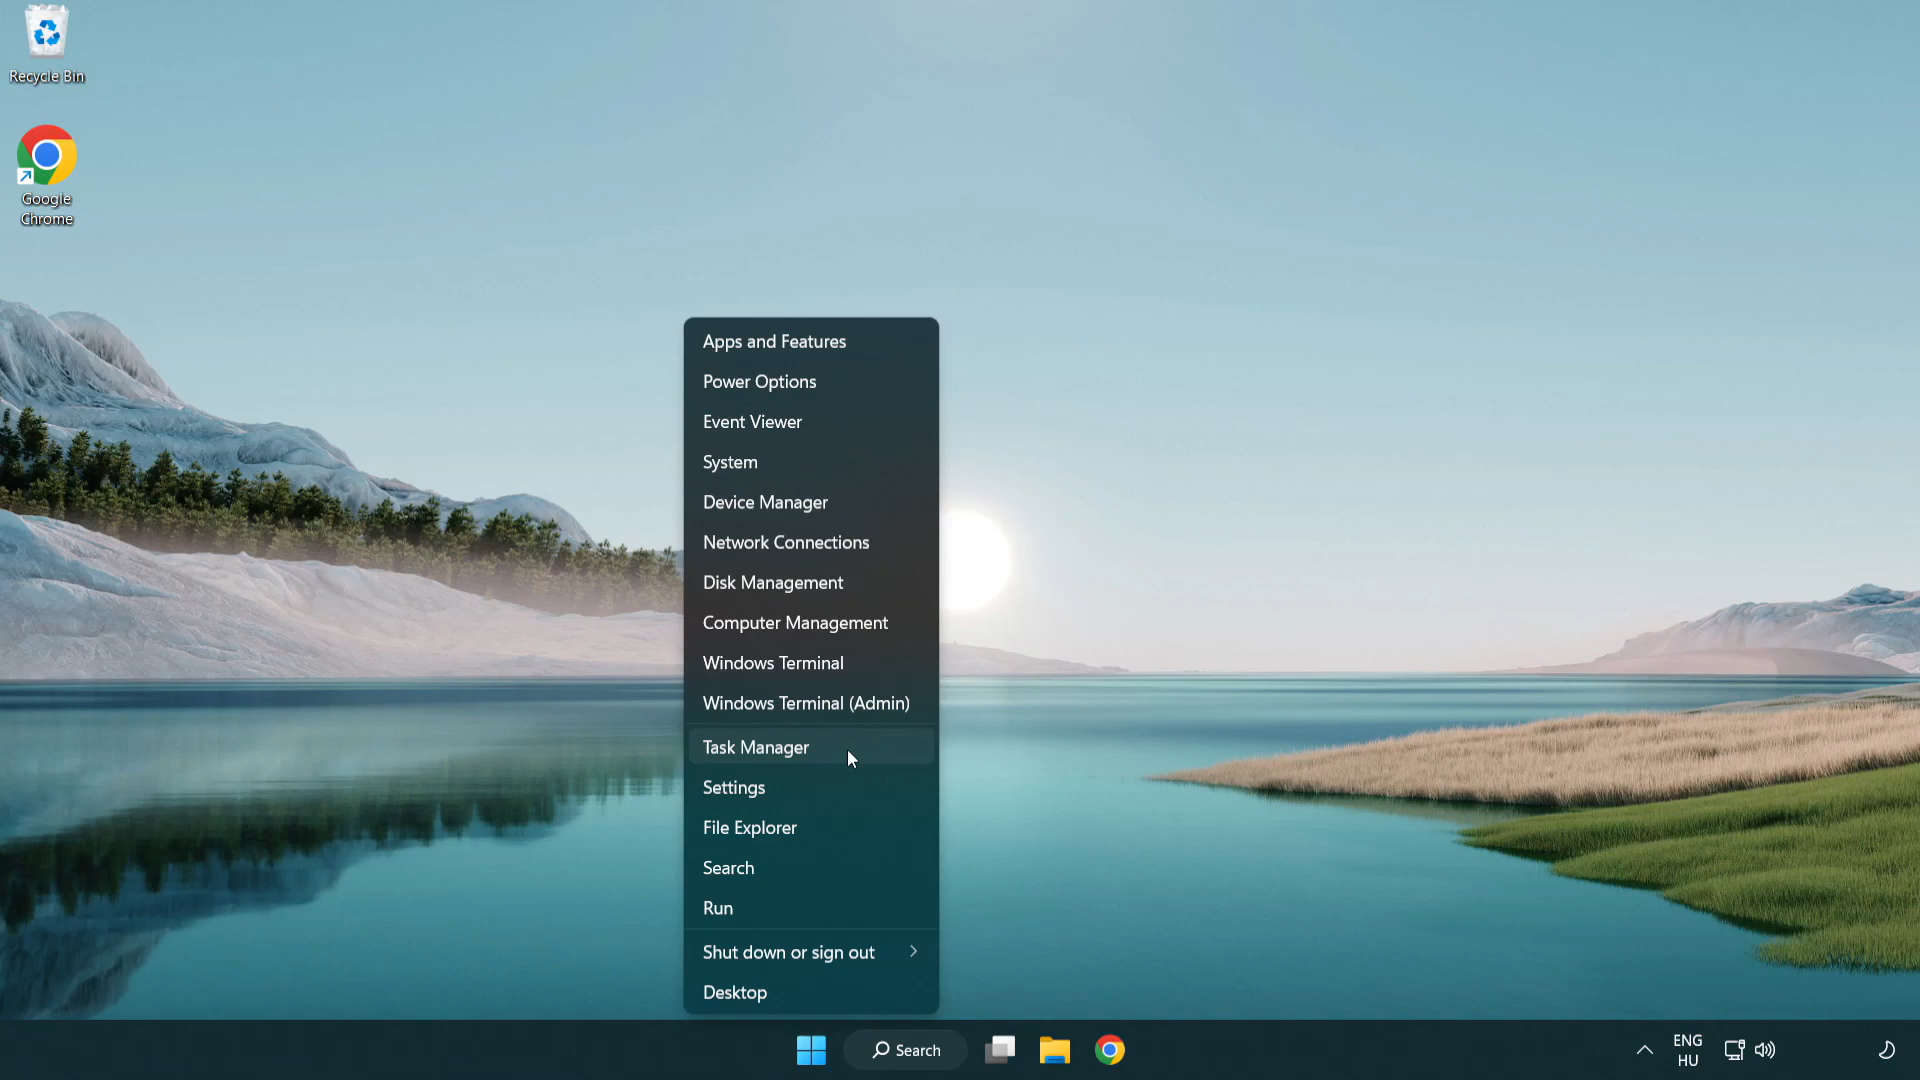 Recycle Bin
Google
Chrome
Apps and Features
Power Options
Event Viewer
System
Device Manager
Network Connections
Disk Management
Computer Management
Windows Terminal
Windows Terminal (Admin)
Task Manager
Settings
File Explorer
Search
Run
Shut down or sign out
Desktop
Search
ENG
HU